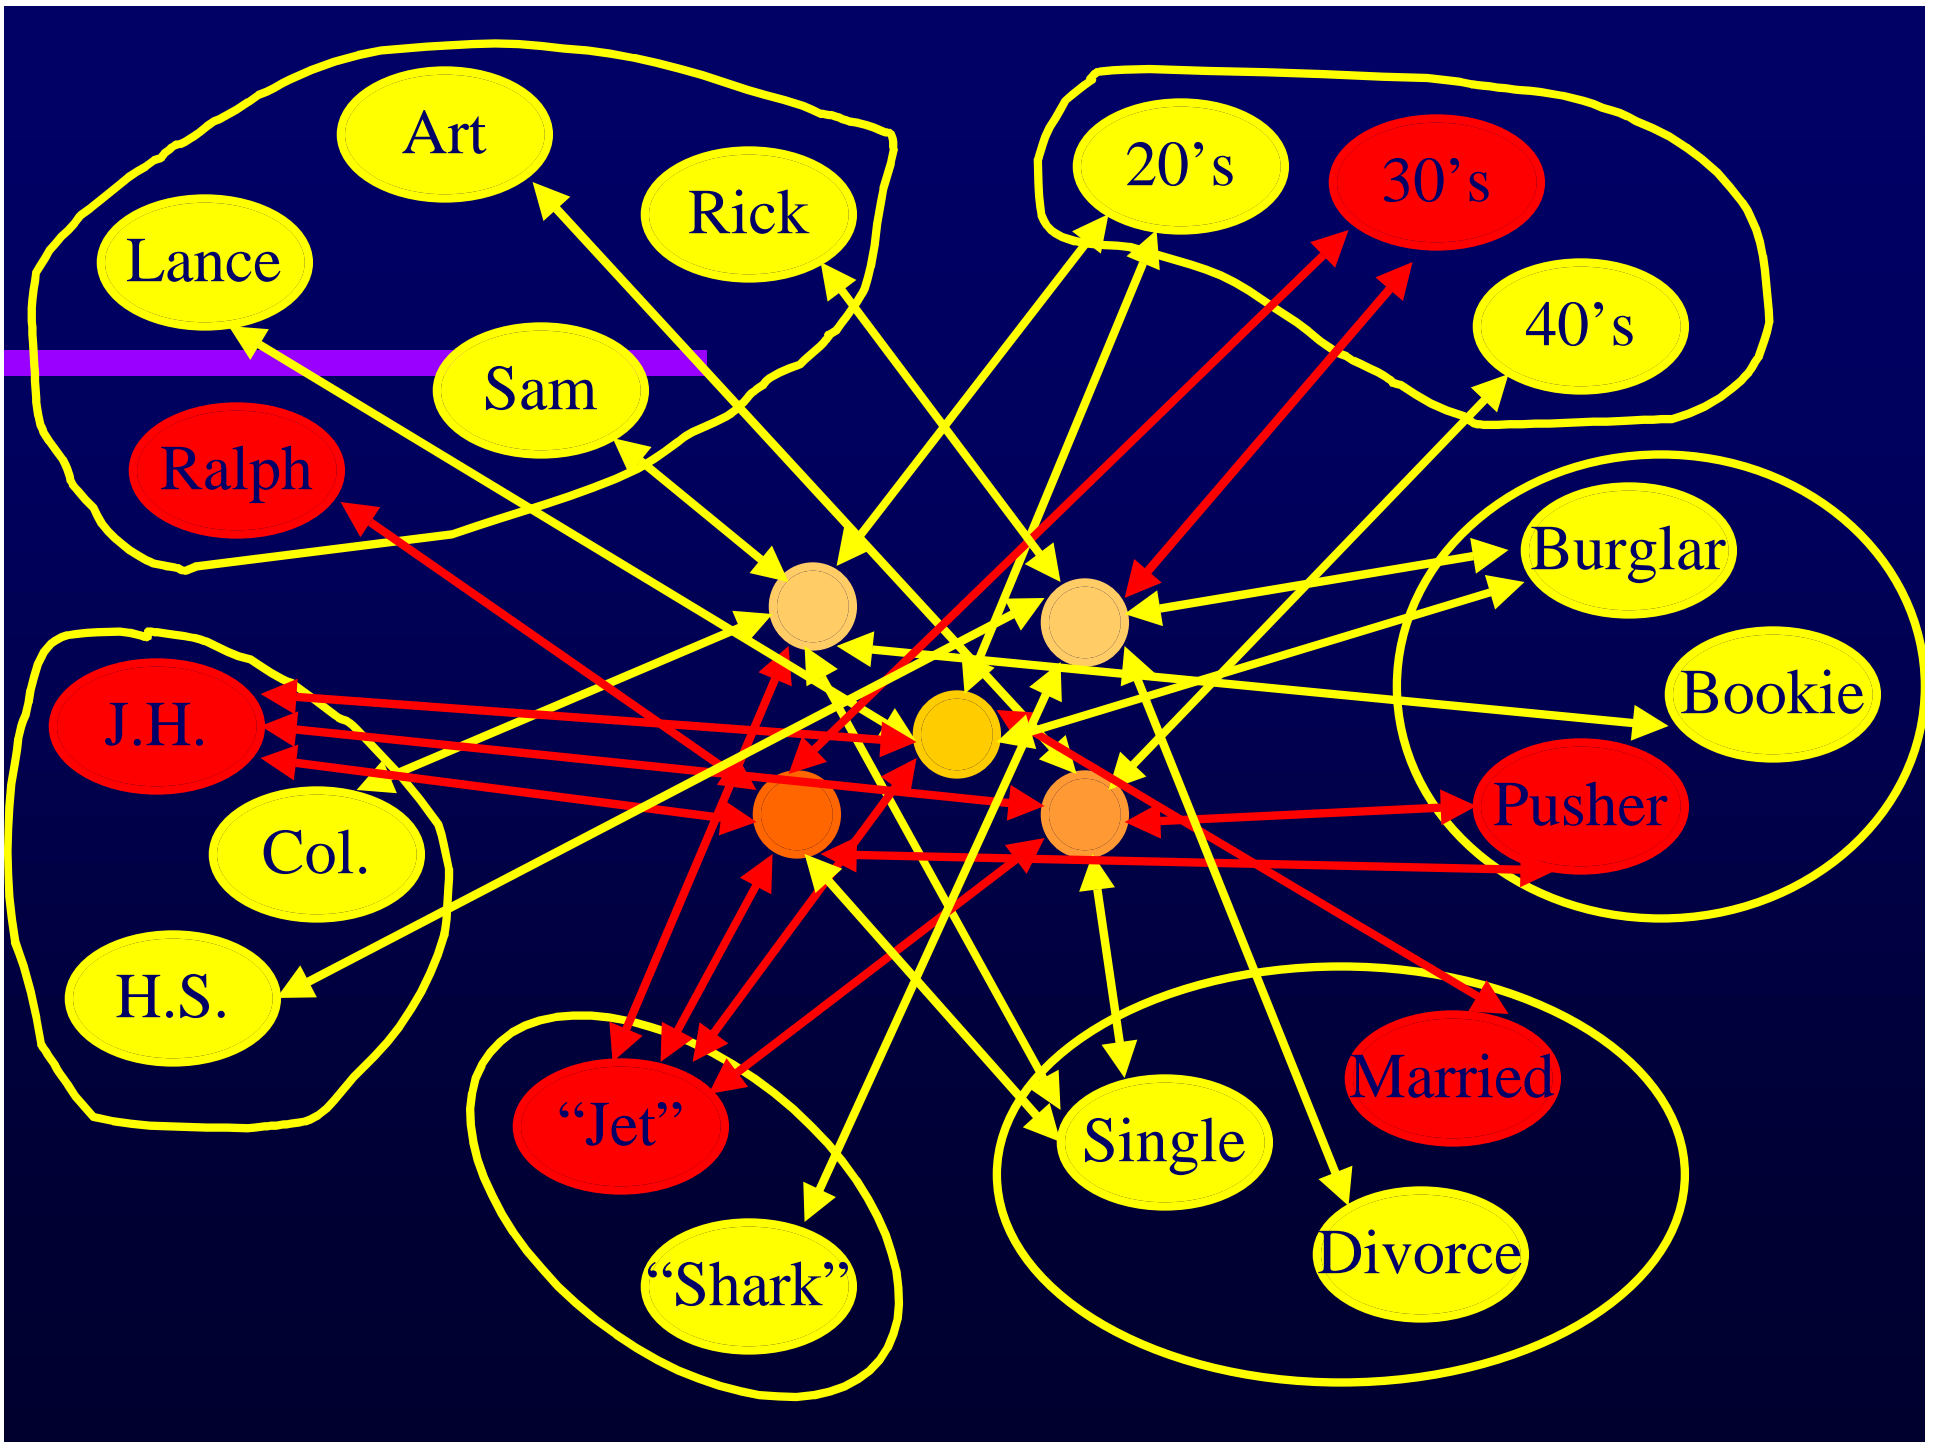 Art
Rick
Lance
Sam
Ralph
20’s
30’s
40’s
Burglar
Bookie
Pusher
J.H.
Col.
H.S.
“Jet”
“Shark”
Single
Married
Divorce